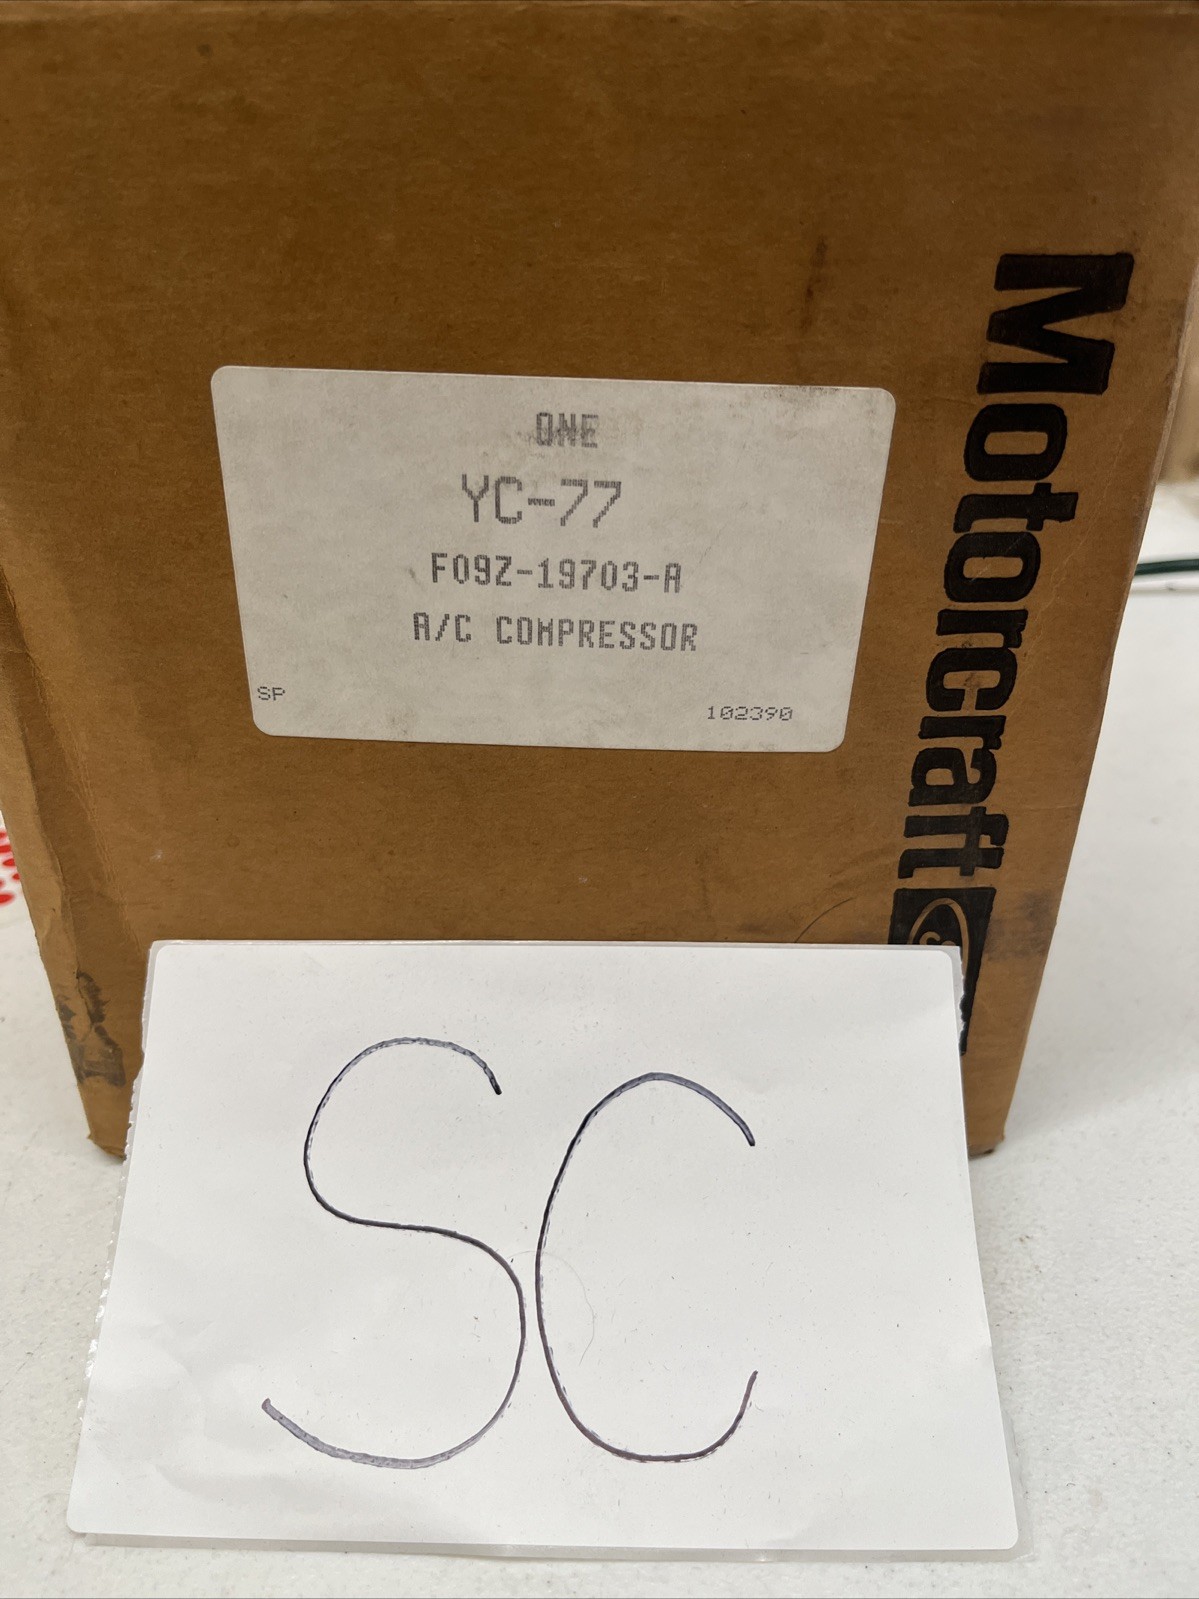 ONE
YC-77
F09Z-19703-A
A/C COMPRESSOR
SP
102390
Motorcraft
SC